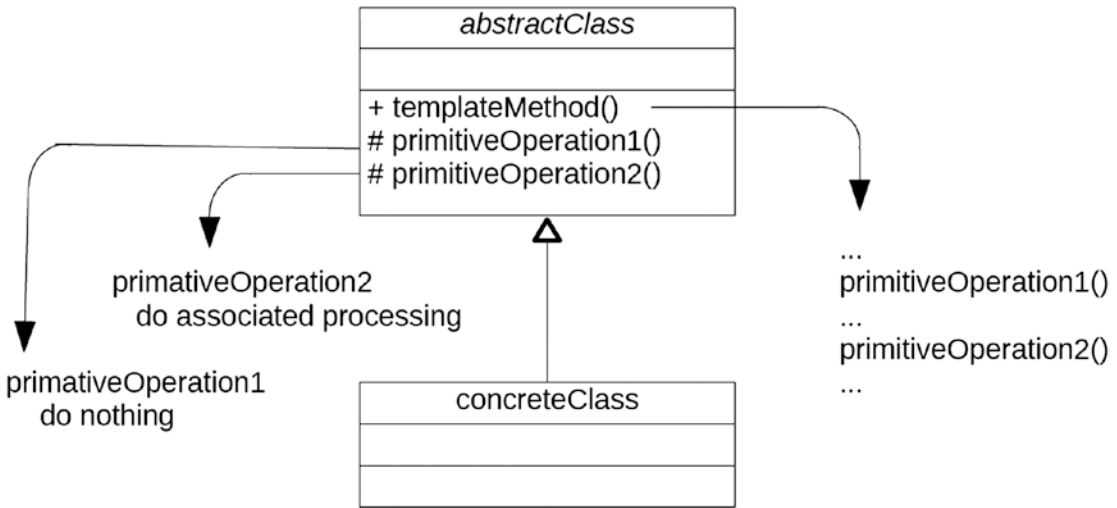 abstractClass
+ templateMethod()
# primitiveOperation1()
# primitiveOperation2()
primativeOperation2
do associated processing
primativeOperation1
do nothing
...
primitiveOperation1()
...
primitiveOperation2()
...
concreteClass